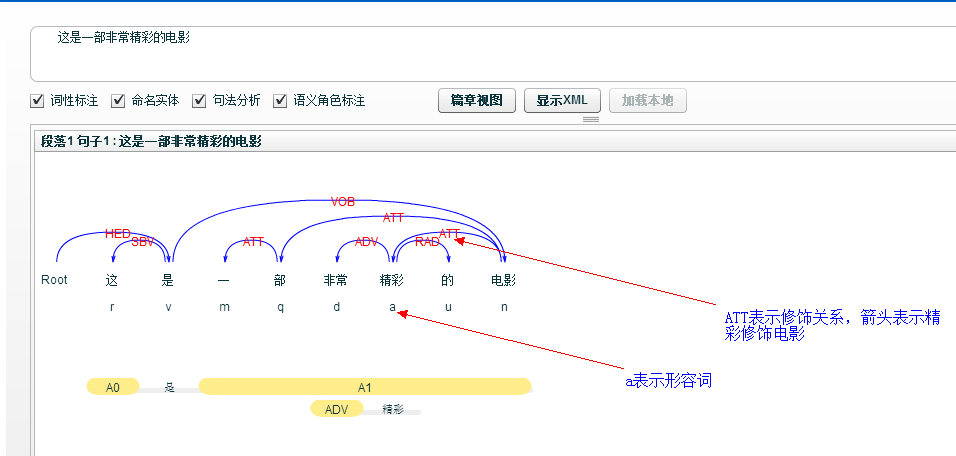 这是一部非常精彩的电影
词性标注 命名实体 句法分析 语义角色标注 篇章视图 显示XML 加载本地
段落1 句子1 : 这是一部非常精彩的电影
VOB
ATT
HED SBV ATT ADV RAD ATT
Root 这 是 一 部 非常 精彩 的 电影
r v m q d a u n
ATT表示修饰关系，箭头表示精
彩修饰电影
a表示形容词
A0 是 A1
ADV 精彩